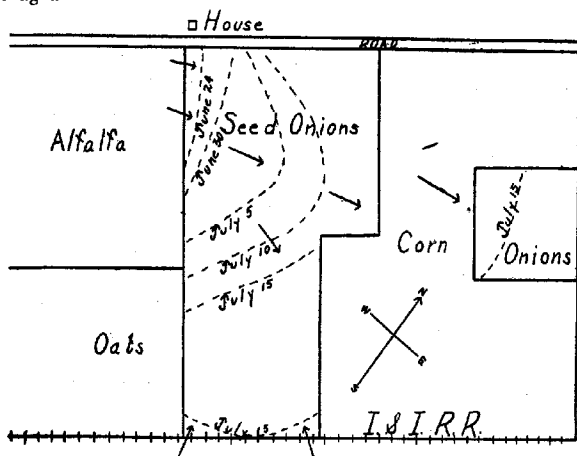 House
ROAD
Alfalfa
June 24
June 30
Seed Onions
July 5
July 10
July 15
July 15
Corn
Onions
Oats
N
W
E
S
July 15
I. & I. R.R.